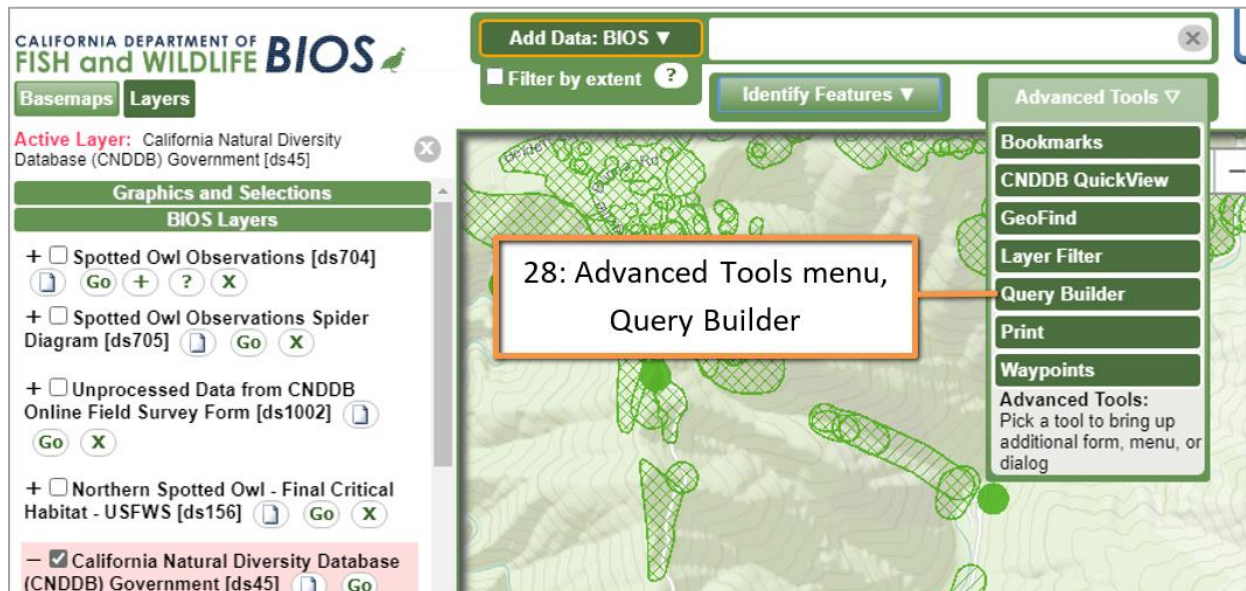 CALIFORNIA DEPARTMENT OF
FISH and WILDLIFE BIOS
Basemaps Layers
Active Layer: California Natural Diversity
Database (CNDDB) Government [ds45]
Graphics and Selections
BIOS Layers
+ Spotted Owl Observations [ds704]
Go + ? X
+ Spotted Owl Observations Spider
Diagram [ds705] Go X
+ Unprocessed Data from CNDDB
Online Field Survey Form [ds1002]
Go X
+ Northern Spotted Owl - Final Critical
Habitat - USFWS [ds156] Go X
− California Natural Diversity Database
(CNDDB) Government [ds45] Go
Add Data: BIOS ▼
Filter by extent ?
Identify Features ▼
Advanced Tools ▽
Bookmarks
CNDDB QuickView
GeoFind
Layer Filter
Query Builder
Print
Waypoints
Advanced Tools:
Pick a tool to bring up
additional form, menu, or
dialog
28: Advanced Tools menu,
Query Builder